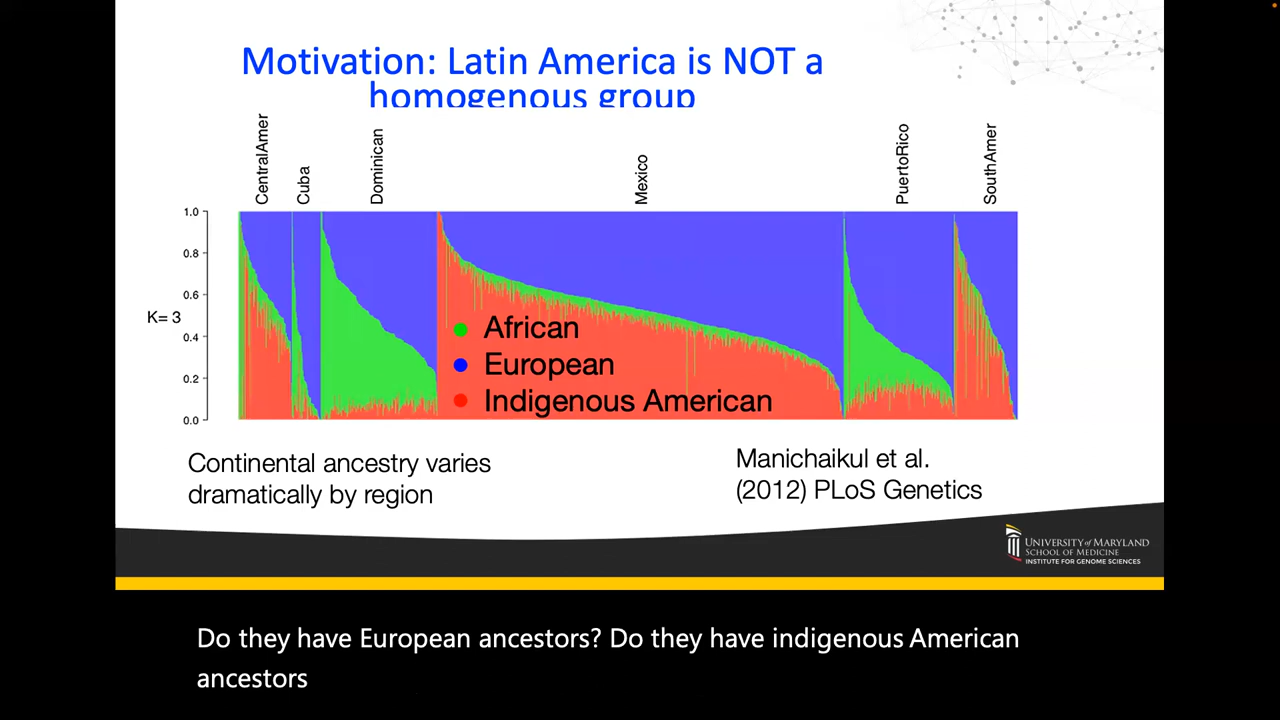 Motivation: Latin America is NOT a
homogenous group
CentralAmer
Cuba
Dominican
Mexico
PuertoRico
SouthAmer
1.0
0.8
0.6
K= 3
0.4
0.2
0.0
African
European
Indigenous American
Continental ancestry varies
dramatically by region
Manichaikul et al.
(2012) PLoS Genetics
UNIVERSITY of MARYLAND
SCHOOL OF MEDICINE
INSTITUTE FOR GENOME SCIENCES
Do they have European ancestors? Do they have indigenous American
ancestors